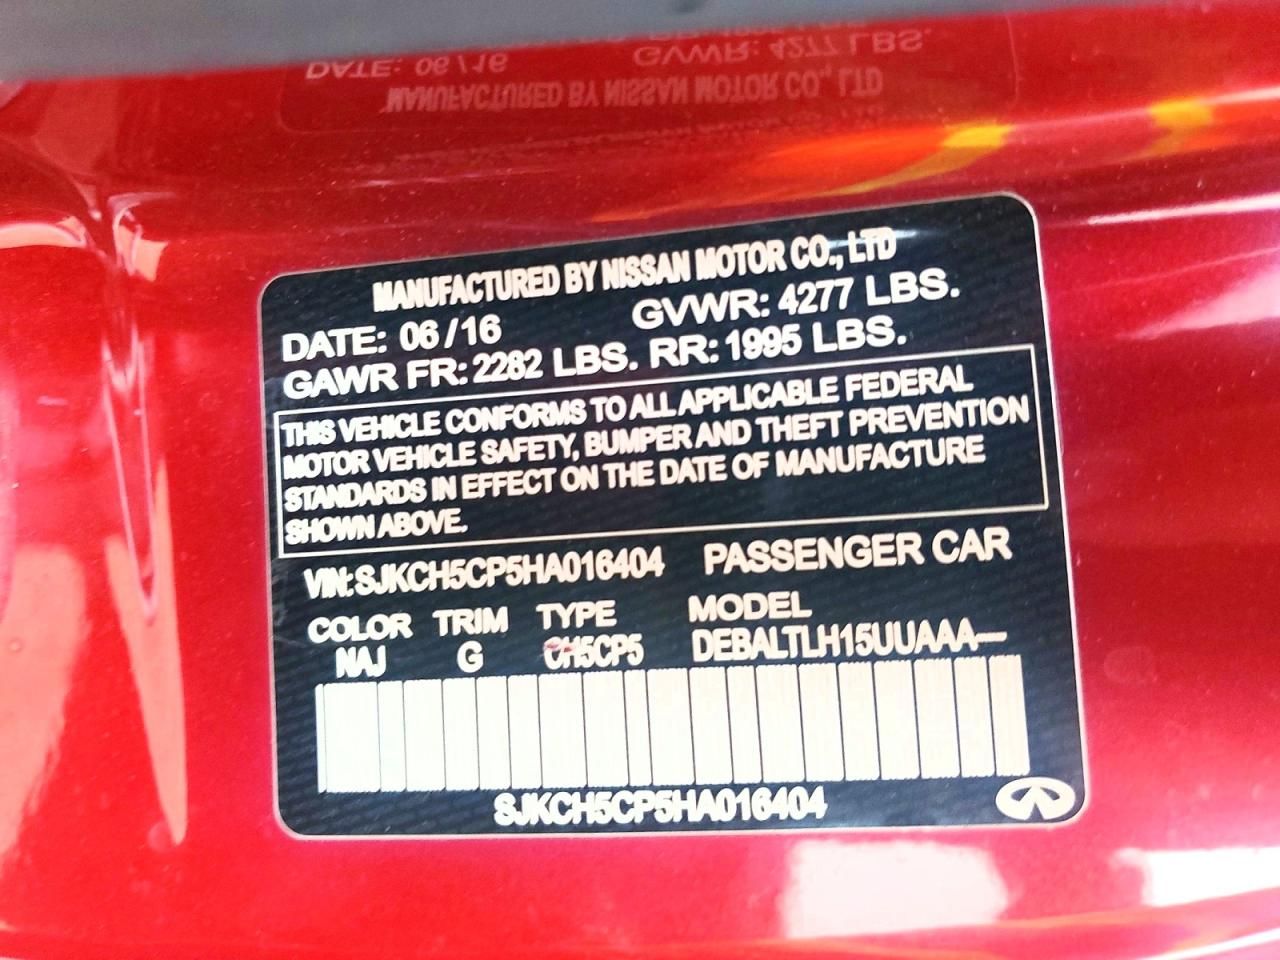 MANUFACTURED BY NISSAN MOTOR CO., LTD
DATE: 06/16 GVWR: 4277 LBS.
GAWR FR: 2282 LBS. RR: 1995 LBS.
THIS VEHICLE CONFORMS TO ALL APPLICABLE FEDERAL
MOTOR VEHICLE SAFETY, BUMPER AND THEFT PREVENTION
STANDARDS IN EFFECT ON THE DATE OF MANUFACTURE
SHOWN ABOVE.
VIN: SJKCH5CP5HA016404 PASSENGER CAR
COLOR TRIM TYPE MODEL
NAJ G CH5CP5 DEBALTLH15UUAAA----
SJKCH5CP5HA016404